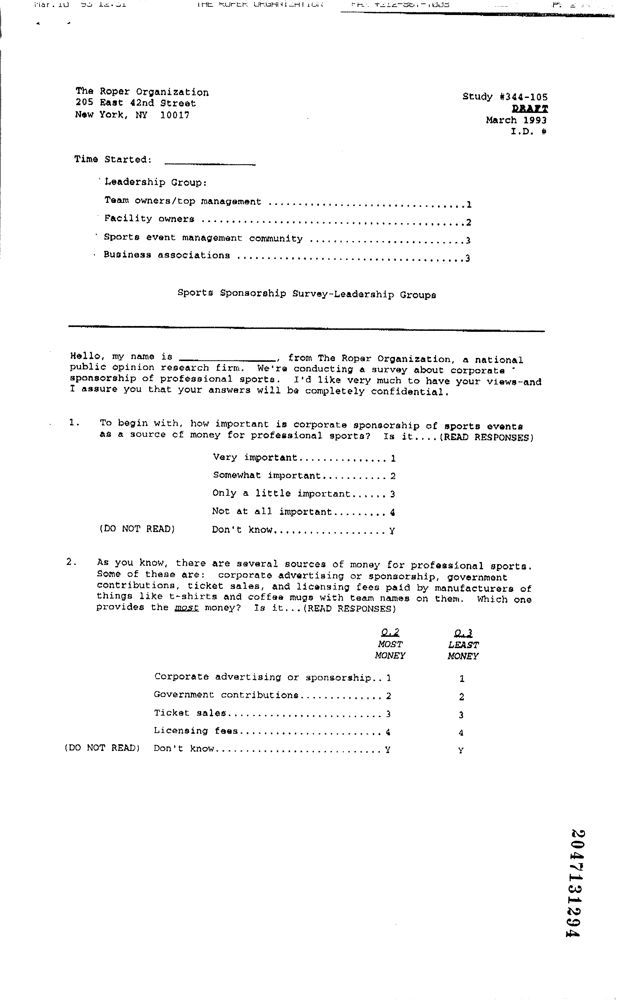 THE ROPER ORGANIZATION
The Roper Organization
205 East 42nd Street
New York, NY 10017
Study #344-105
DRAFT
March 1993
I.D. #
Time Started: ____________
Leadership Group:
Team owners/top management ................................1
Facility owners ............................................2
Sports event management community ..........................3
Business associations ......................................3
Sports Sponsorship Survey-Leadership Groups
Hello, my name is ______________, from The Roper Organization, a national
public opinion research firm. We're conducting a survey about corporate
sponsorship of professional sports. I'd like very much to have your views-and
I assure you that your answers will be completely confidential.
1. To begin with, how important is corporate sponsorship of sports events
as a source of money for professional sports? Is it....(READ RESPONSES)
Very important...............1
Somewhat important...........2
Only a little important......3
Not at all important.........4
(DO NOT READ) Don't know...................Y
2. As you know, there are several sources of money for professional sports.
Some of these are: corporate advertising or sponsorship, government
contributions, ticket sales, and licensing fees paid by manufacturers of
things like t-shirts and coffee mugs with team names on them. Which one
provides the most money? Is it...(READ RESPONSES)
Q.2 Q.3
MOST LEAST
MONEY MONEY
Corporate advertising or sponsorship..1 1
Government contributions..............2 2
Ticket sales..........................3 3
Licensing fees........................4 4
(DO NOT READ) Don't know............................Y Y
2047131294